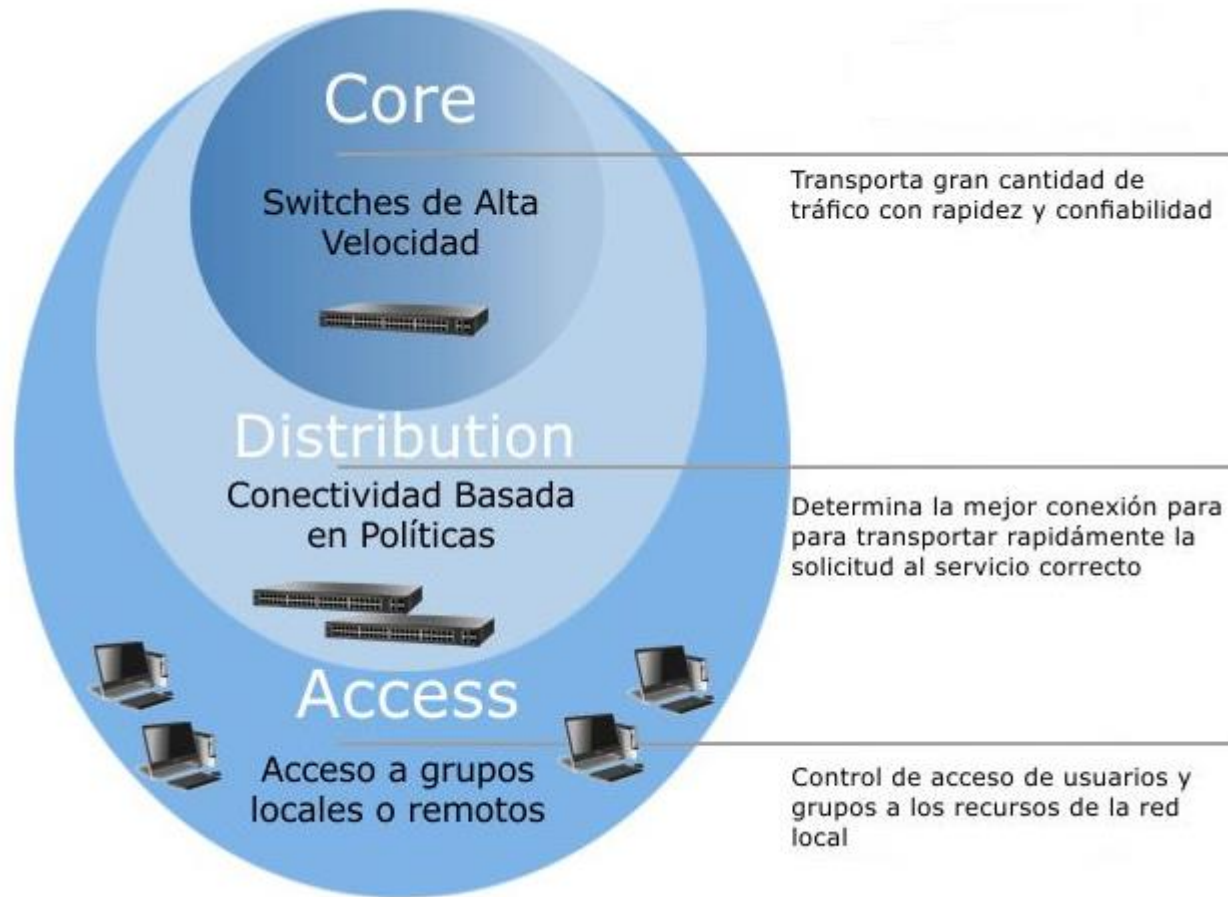 Core
Switches de Alta
Velocidad
Transporta gran cantidad de
tráfico con rapidez y confiabilidad
Distribution
Conectividad Basada
en Políticas
Determina la mejor conexión para
para transportar rapidámente la
solicitud al servicio correcto
Access
Acceso a grupos
locales o remotos
Control de acceso de usuarios y
grupos a los recursos de la red
local